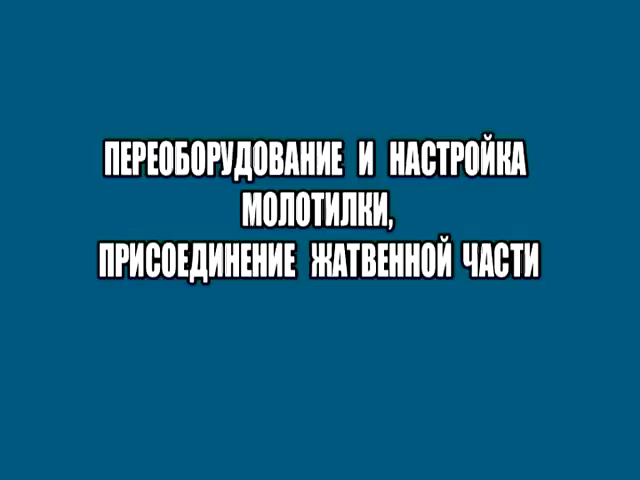 ПЕРЕОБОРУДОВАНИЕ И НАСТРОЙКА
МОЛОТИЛКИ,
ПРИСОЕДИНЕНИЕ ЖАТВЕННОЙ ЧАСТИ